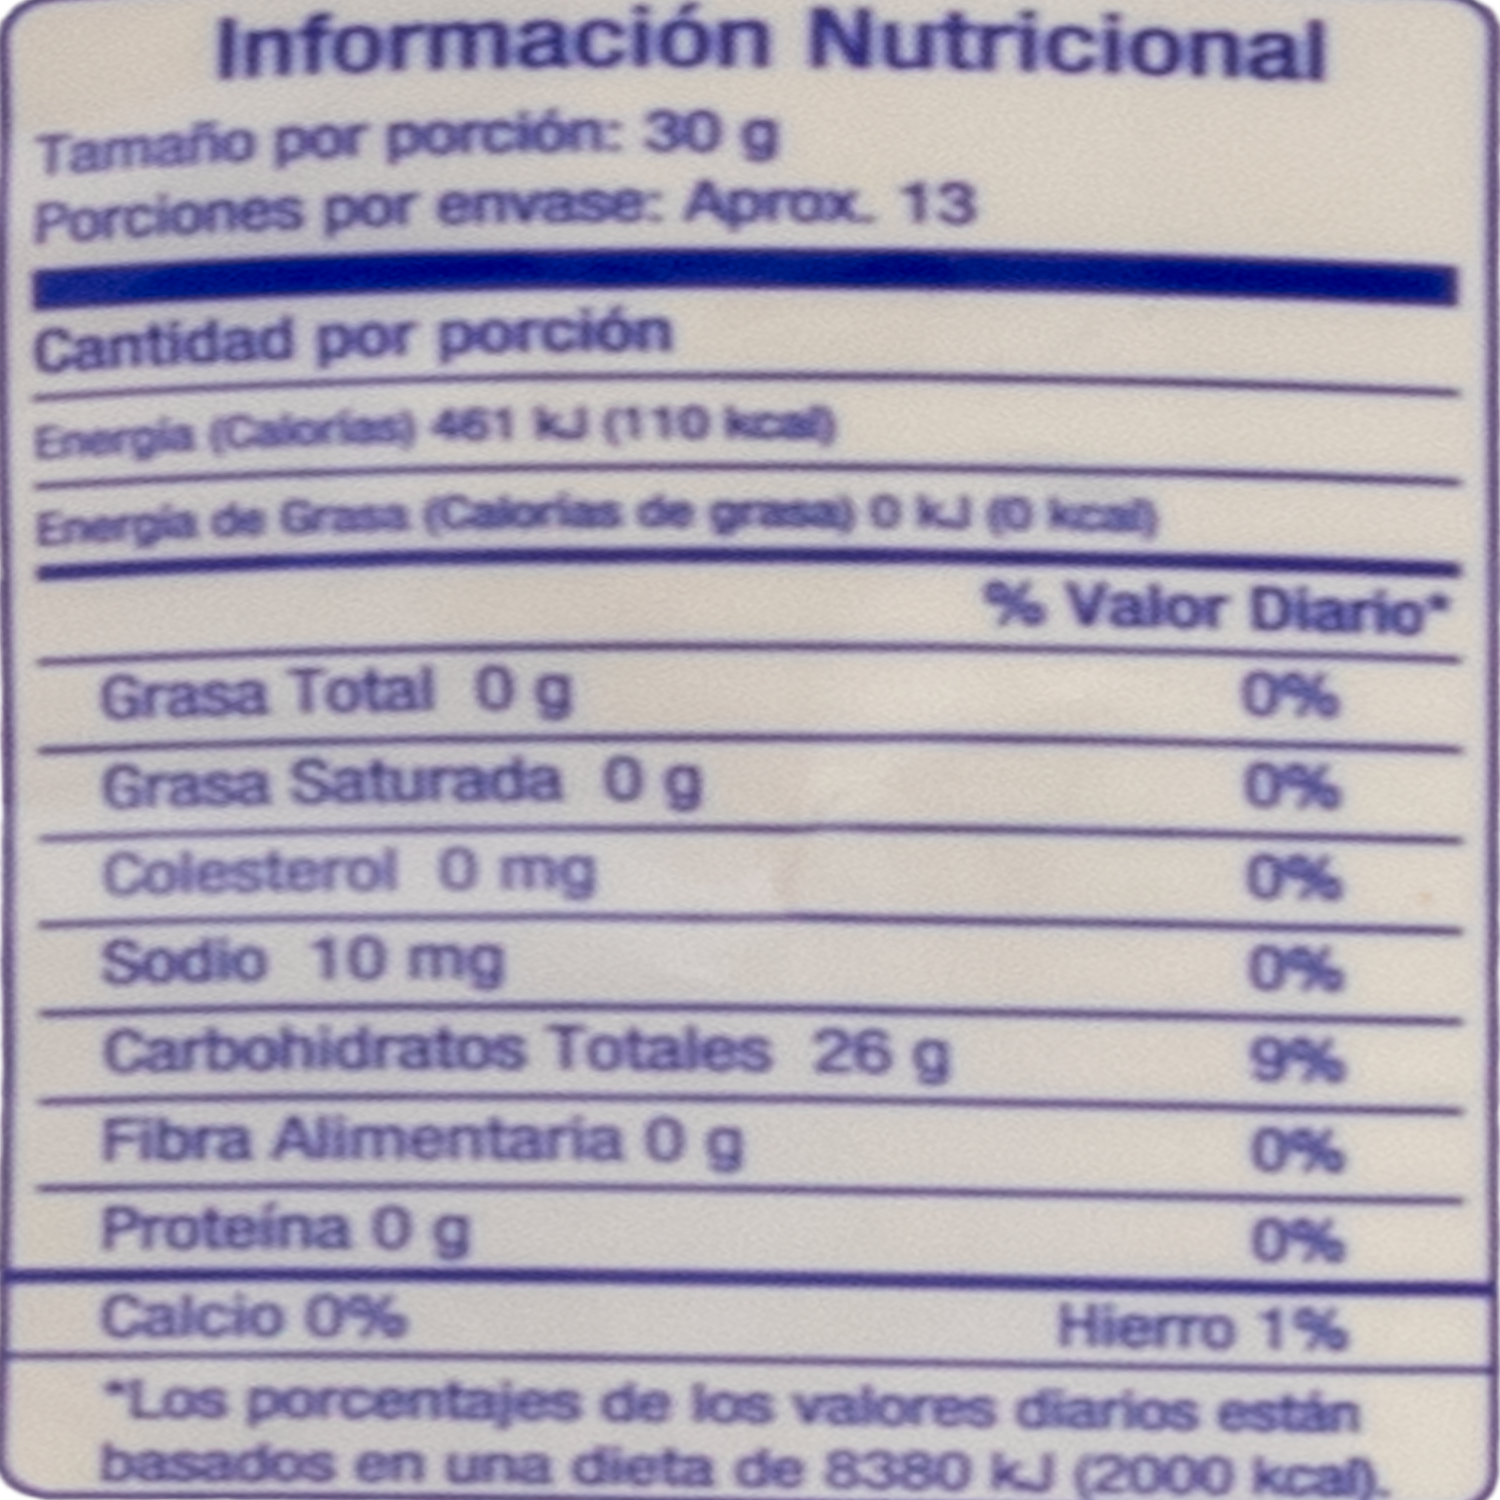 Información Nutricional
Tamaño por porción: 30 g
Porciones por envase: Aprox. 13
Cantidad por porción
Energía (Calorías) 461 kJ (110 kcal)
Energía de Grasa (Calorías de grasa) 0 kJ (0 kcal)
% Valor Diario*
Grasa Total 0 g 0%
Grasa Saturada 0 g 0%
Colesterol 0 mg 0%
Sodio 10 mg 0%
Carbohidratos Totales 26 g 9%
Fibra Alimentaria 0 g 0%
Proteína 0 g 0%
Calcio 0% Hierro 1%
*Los porcentajes de los valores diarios están
basados en una dieta de 8380 kJ (2000 kcal).